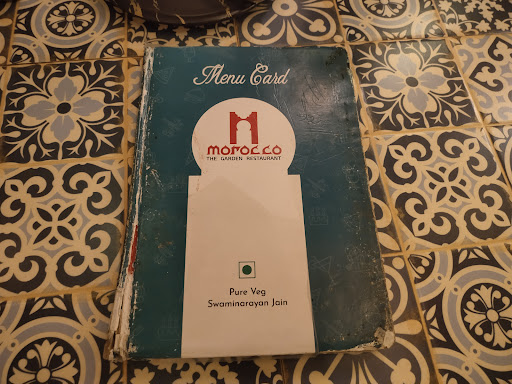 Menu Card
morocco
THE GARDEN RESTAURANT
Pure Veg
Swaminarayan Jain